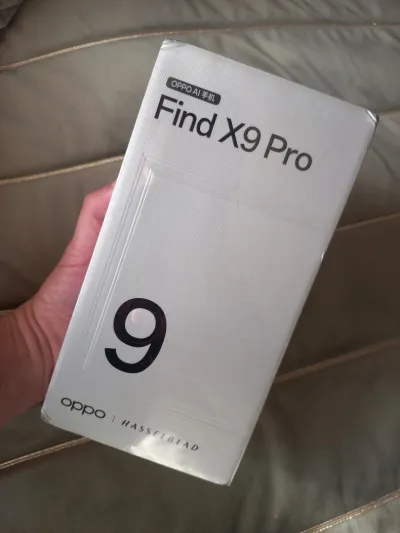 OPPO AI 手机
Find X9 Pro
9
oppo | HASSELBLAD